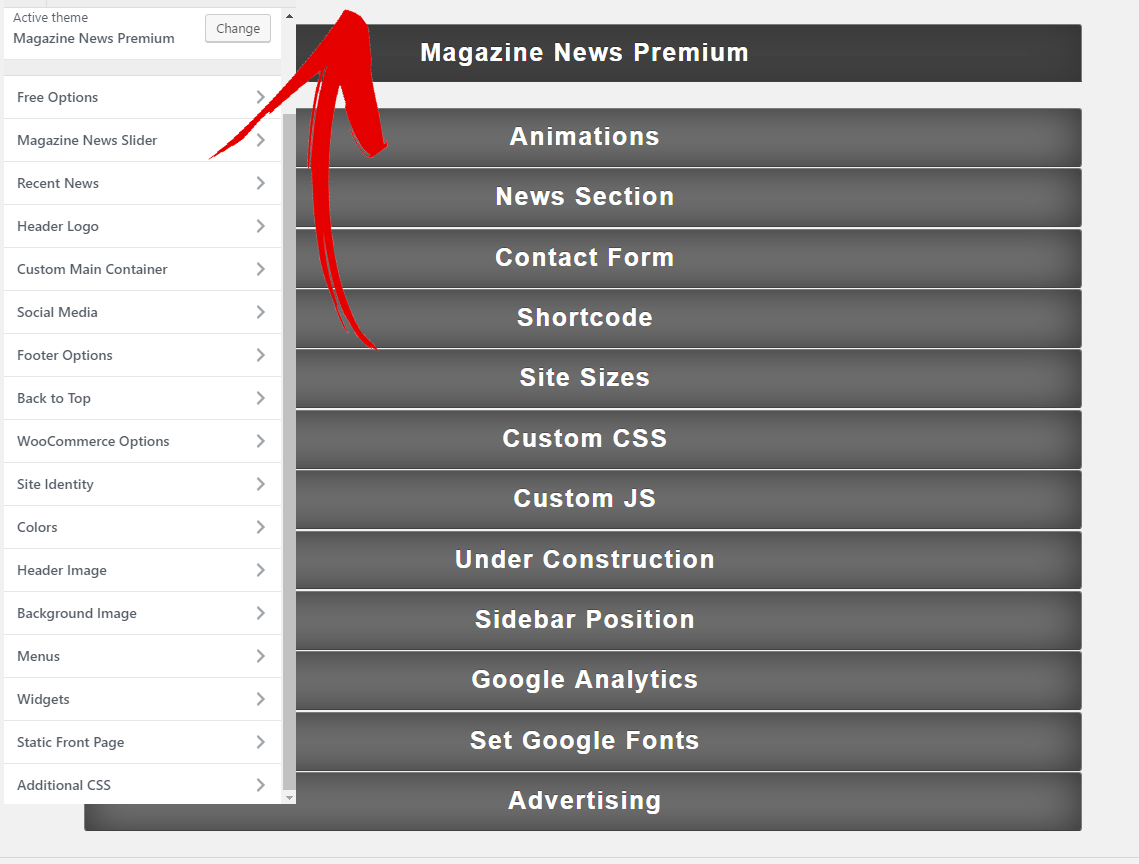 Active theme
Magazine News Premium
Change
Free Options
Magazine News Slider
Recent News
Header Logo
Custom Main Container
Social Media
Footer Options
Back to Top
WooCommerce Options
Site Identity
Colors
Header Image
Background Image
Menus
Widgets
Static Front Page
Additional CSS
Magazine News Premium
Animations
News Section
Contact Form
Shortcode
Site Sizes
Custom CSS
Custom JS
Under Construction
Sidebar Position
Google Analytics
Set Google Fonts
Advertising